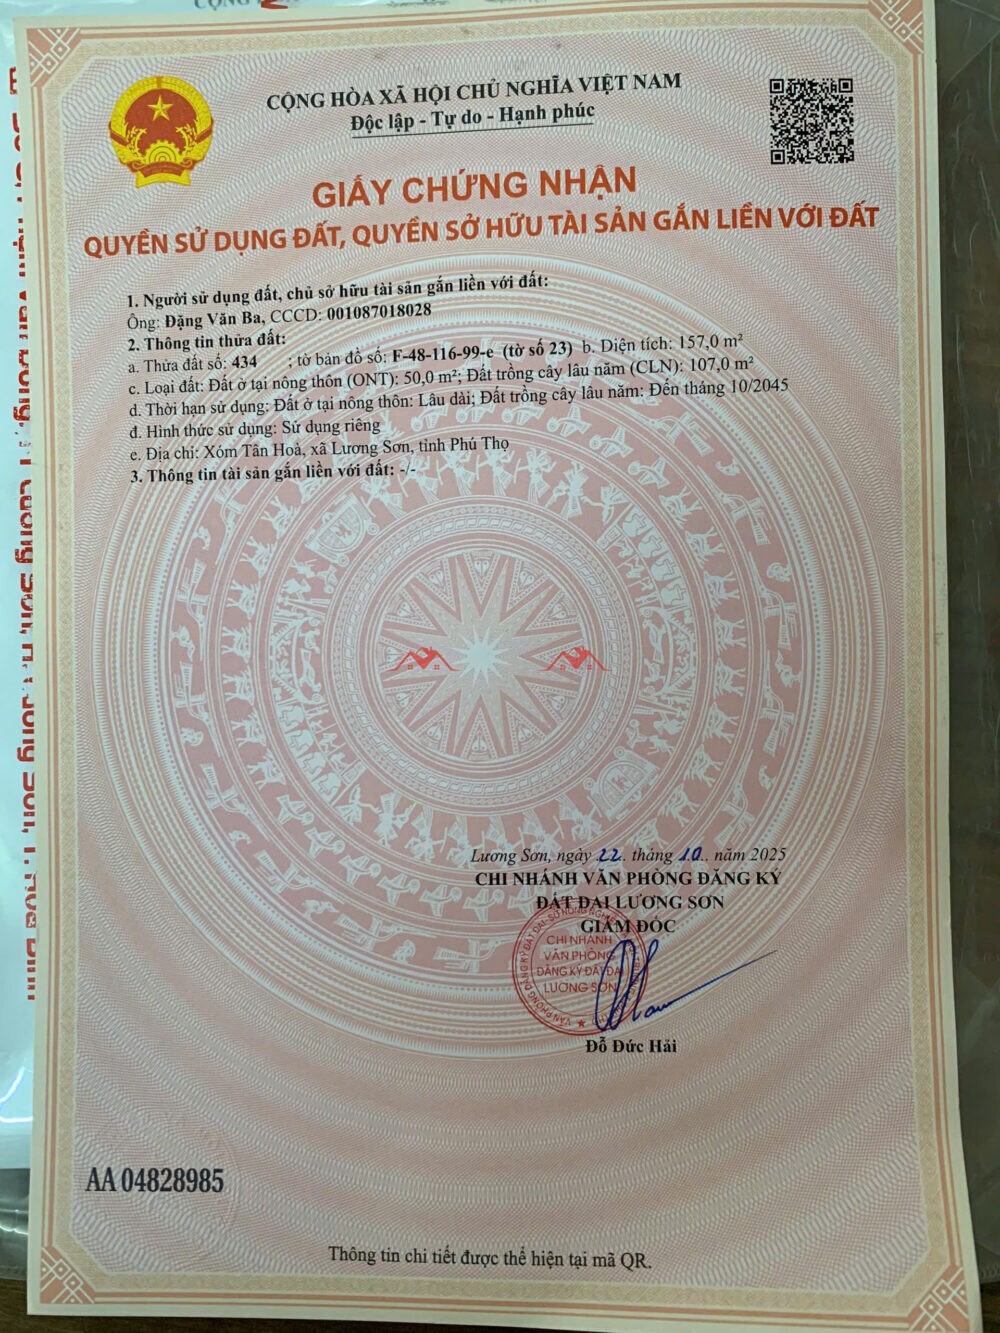 CỘNG HÒA XÃ HỘI CHỦ NGHĨA VIỆT NAM
Độc lập - Tự do - Hạnh phúc
GIẤY CHỨNG NHẬN
QUYỀN SỬ DỤNG ĐẤT, QUYỀN SỞ HỮU TÀI SẢN GẮN LIỀN VỚI ĐẤT
1. Người sử dụng đất, chủ sở hữu tài sản gắn liền với đất:
Ông: Đặng Văn Ba, CCCD: 001087018028
2. Thông tin thửa đất:
a. Thửa đất số: 434 ; tờ bản đồ số: F-48-116-99-e (tờ số 23) b. Diện tích: 157,0 m²
c. Loại đất: Đất ở tại nông thôn (ONT): 50,0 m²; Đất trồng cây lâu năm (CLN): 107,0 m²
d. Thời hạn sử dụng: Đất ở tại nông thôn: Lâu dài; Đất trồng cây lâu năm: Đến tháng 10/2045
đ. Hình thức sử dụng: Sử dụng riêng
e. Địa chỉ: Xóm Tân Hoà, xã Lương Sơn, tỉnh Phú Thọ
3. Thông tin tài sản gắn liền với đất: -/-
Lương Sơn, ngày 22 tháng 10 năm 2025
CHI NHÁNH VĂN PHÒNG ĐĂNG KÝ
ĐẤT ĐAI LƯƠNG SƠN
GIÁM ĐỐC
CHI NHÁNH
VĂN PHÒNG
ĐĂNG KÝ ĐẤT ĐAI
LƯƠNG SƠN
Đỗ Đức Hải
AA 04828985
Thông tin chi tiết được thể hiện tại mã QR.